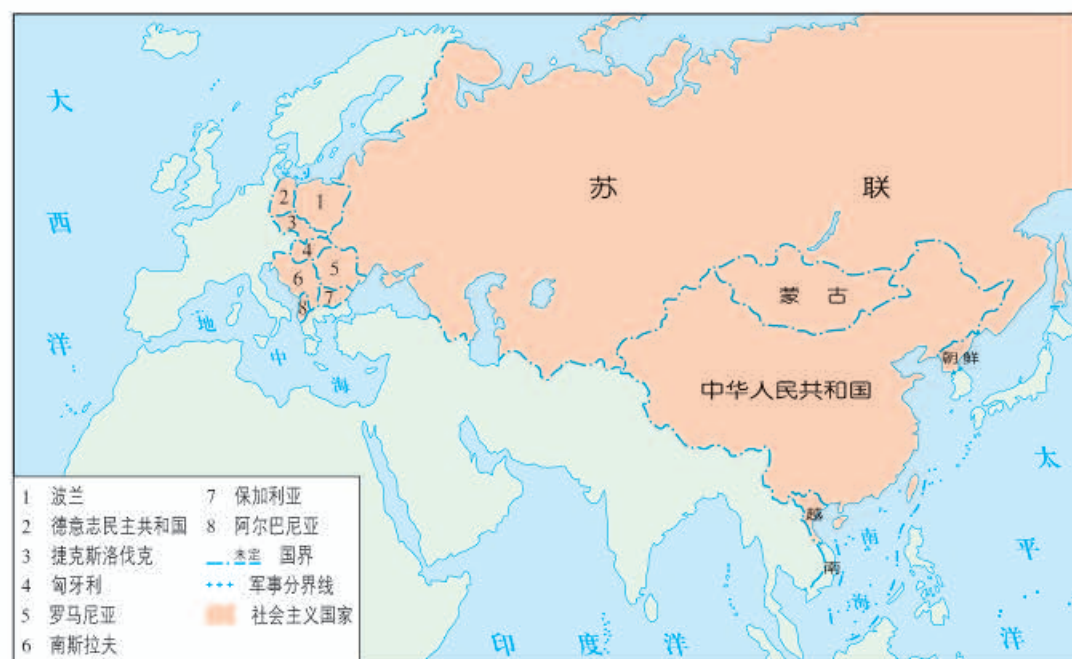 大西洋
苏联
2
1
3
4
5
6
7
8
蒙古
地中海
朝鲜
中华人民共和国
太平洋
越南
南海
印度洋
1 波兰
2 德意志民主共和国
3 捷克斯洛伐克
4 匈牙利
5 罗马尼亚
6 南斯拉夫
7 保加利亚
8 阿尔巴尼亚
未定 国界
军事分界线
社会主义国家